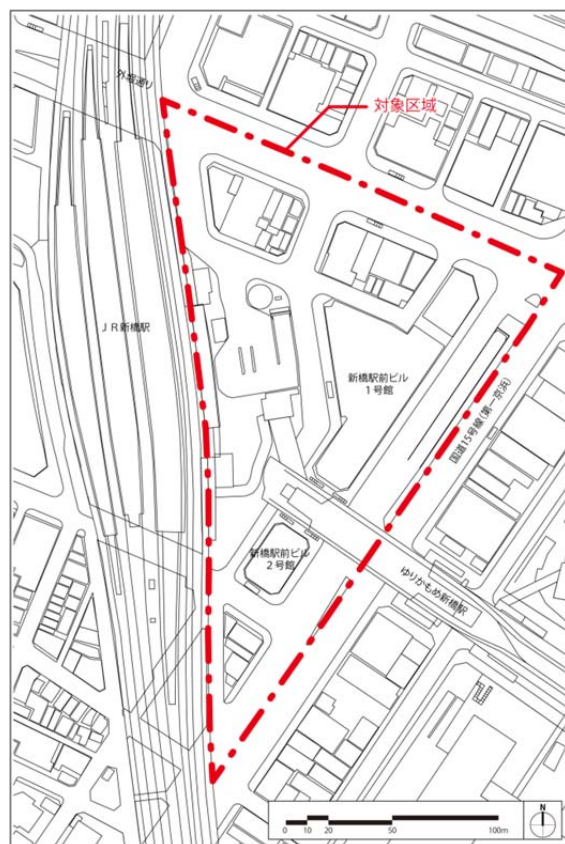 外堀通り
対象区域
ＪＲ新橋駅
新橋駅前ビル
１号館
国道15号線(第一京浜)
新橋駅前ビル
２号館
ゆりかもめ新橋駅
N
0 10 20 50 100m